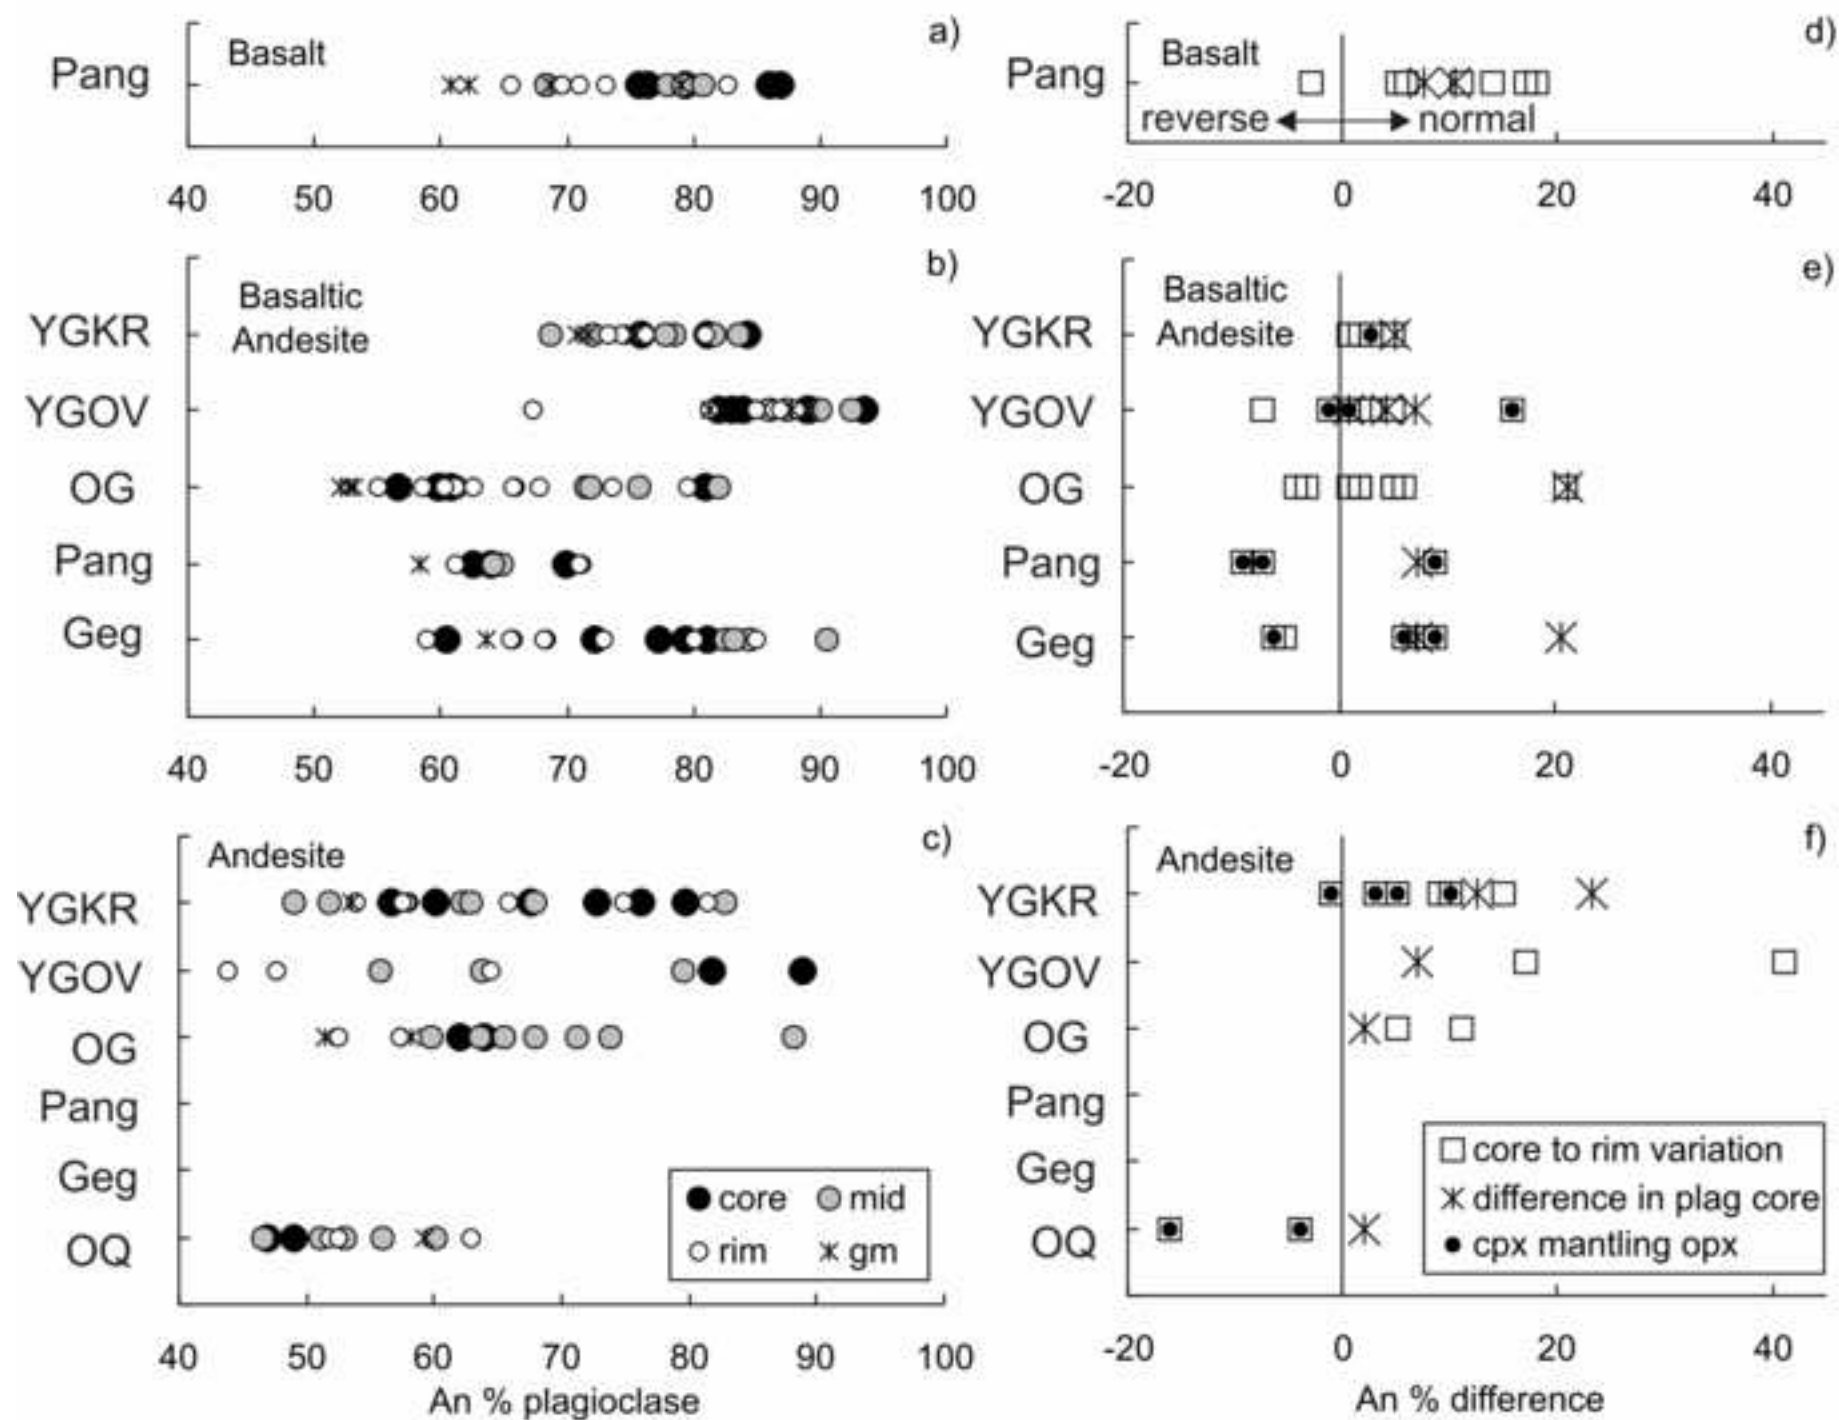 a)
Basalt
Pang
40 50 60 70 80 90 100
d)
Basalt
Pang
reverse normal
-20 0 20 40
b)
Basaltic
Andesite
YGKR
YGOV
OG
Pang
Geg
40 50 60 70 80 90 100
e)
Basaltic
Andesite
YGKR
YGOV
OG
Pang
Geg
-20 0 20 40
c)
Andesite
YGKR
YGOV
OG
Pang
Geg
OQ
core mid
rim gm
40 50 60 70 80 90 100
An % plagioclase
f)
Andesite
YGKR
YGOV
OG
Pang
Geg
OQ
core to rim variation
difference in plag core
cpx mantling opx
-20 0 20 40
An % difference